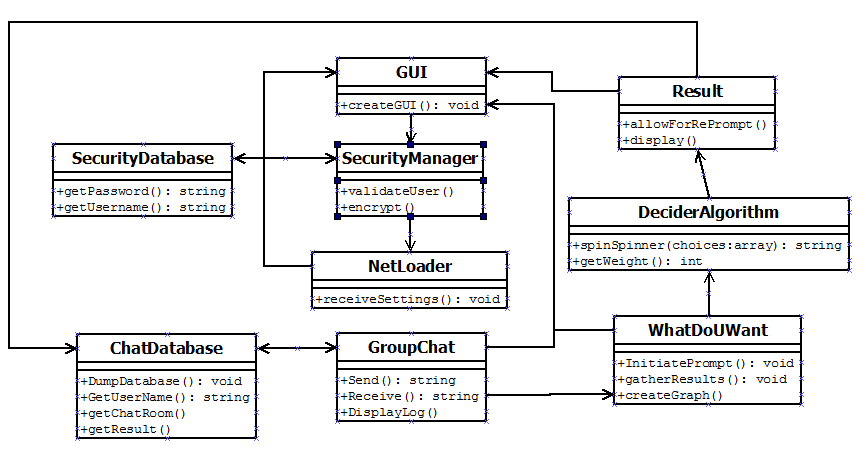 GUI
+createGUI(): void
Result
+allowForRePrompt()
+display()
SecurityDatabase
+getPassword(): string
+getUsername(): string
SecurityManager
+validateUser()
+encrypt()
DeciderAlgorithm
+spinSpinner(choices:array): string
+getWeight(): int
NetLoader
+receiveSettings(): void
ChatDatabase
+DumpDatabase(): void
+GetUserName(): string
+getChatRoom()
+getResult()
GroupChat
+Send(): string
+Receive(): string
+DisplayLog()
WhatDoUWant
+InitiatePrompt(): void
+gatherResults(): void
+createGraph()